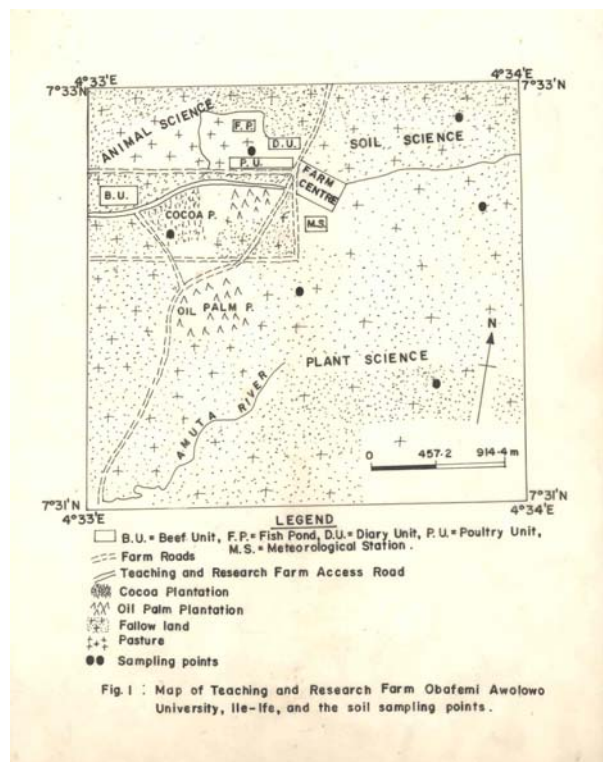 4°33'E
4°34'E
7°33'N
7°33'N
ANIMAL SCIENCE
F.P.
D.U.
P. U.
SOIL SCIENCE
FARM
CENTRE
B.U.
COCOA P.
M.S.
OIL PALM P.
N
PLANT SCIENCE
AMUTA RIVER
0 457·2 914·4m
7°31'N
7°31'N
4°33'E
4°34'E
LEGEND
B.U.= Beef Unit, F.P.= Fish Pond, D.U.= Diary Unit, P. U.= Poultry Unit,
M. S. = Meteorological Station .
Farm Roads
Teaching and Research Farm Access Road
Cocoa Plantation
Oil Palm Plantation
Fallow land
Pasture
Sampling points
Fig. 1 : Map of Teaching and Research Farm Obafemi Awolowo
University, Ile-Ife, and the soil sampling points .